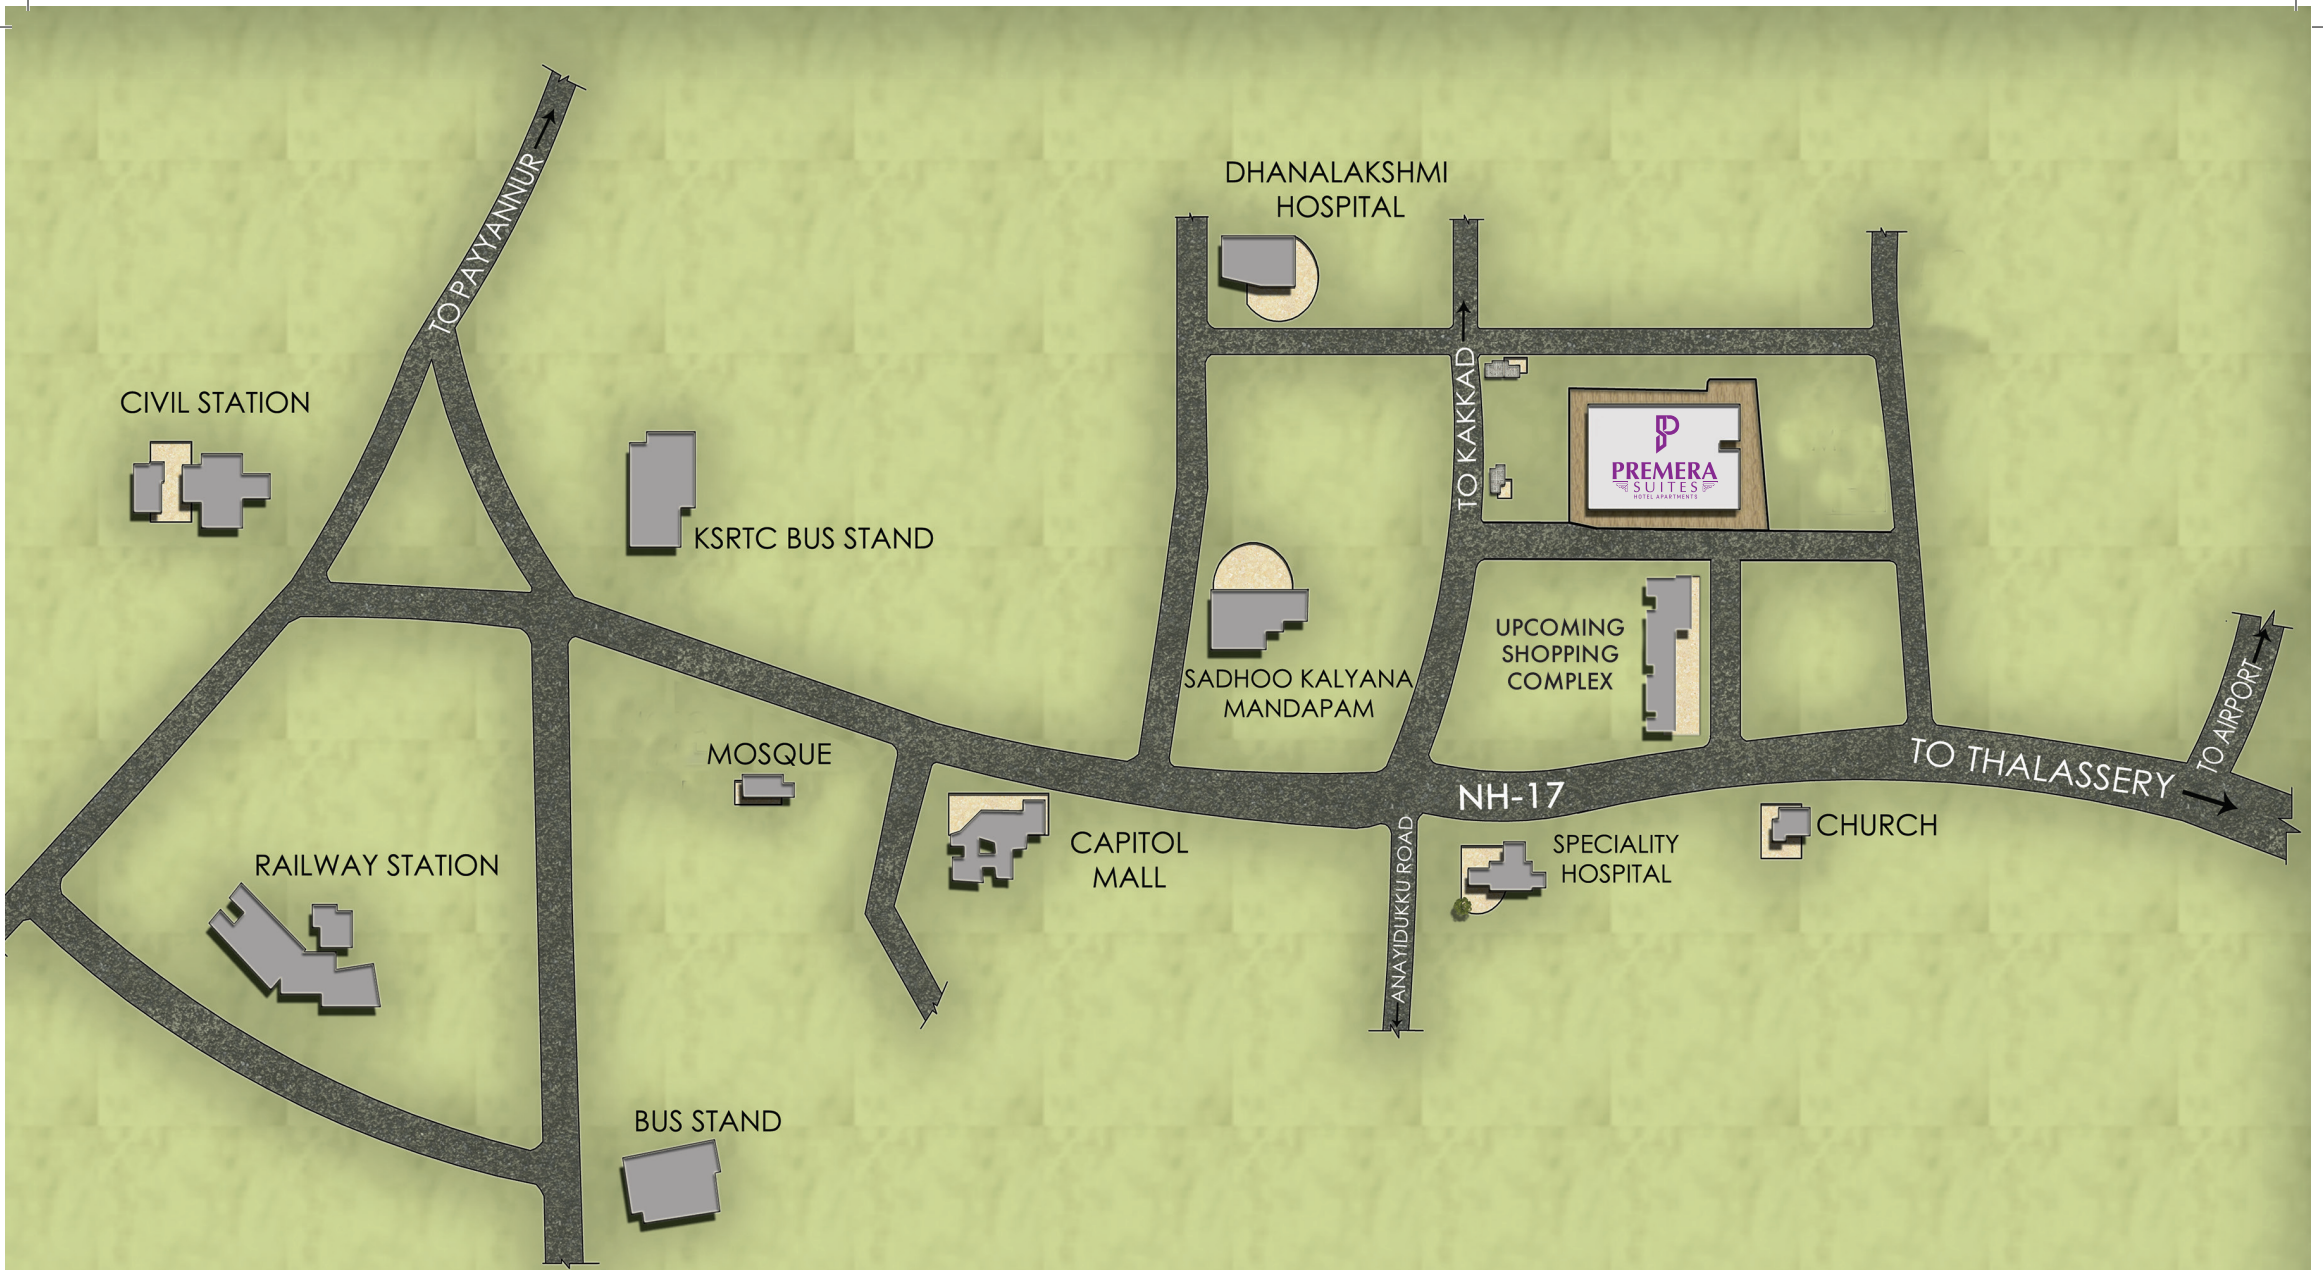 TO PAYYANNUR
DHANALAKSHMI
HOSPITAL
CIVIL STATION
KSRTC BUS STAND
TO KAKKAD
PREMERA
SUITES
HOTEL APARTMENTS
UPCOMING
SHOPPING
COMPLEX
SADHOO KALYANA
MANDAPAM
TO AIRPORT
MOSQUE
TO THALASSERY
NH-17
CAPITOL
MALL
ANAYIDUKKU ROAD
SPECIALITY
HOSPITAL
CHURCH
RAILWAY STATION
BUS STAND